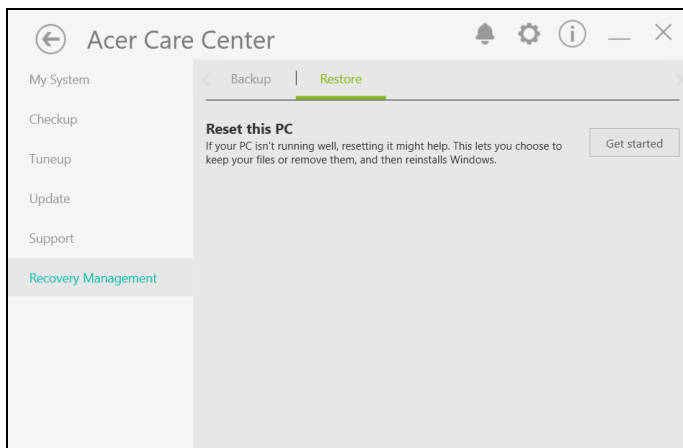 Acer Care Center
My System
Checkup
Tuneup
Update
Support
Recovery Management
Backup | Restore
Reset this PC
If your PC isn't running well, resetting it might help. This lets you choose to
keep your files or remove them, and then reinstalls Windows.
Get started